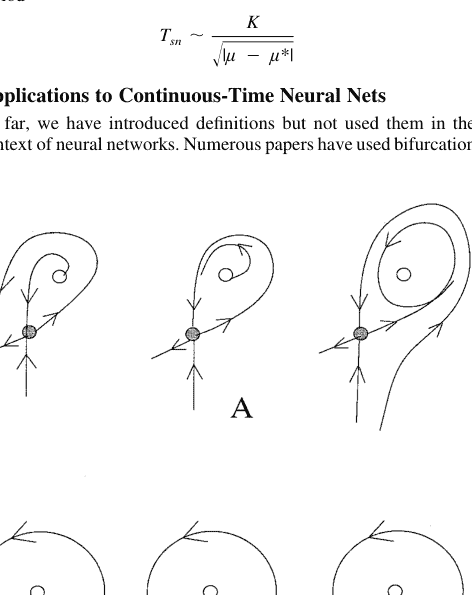 T_sn ~ K / √|μ − μ*|
plications to Continuous-Time Neural Nets
far, we have introduced definitions but not used them in the
ntext of neural networks. Numerous papers have used bifurcation
A